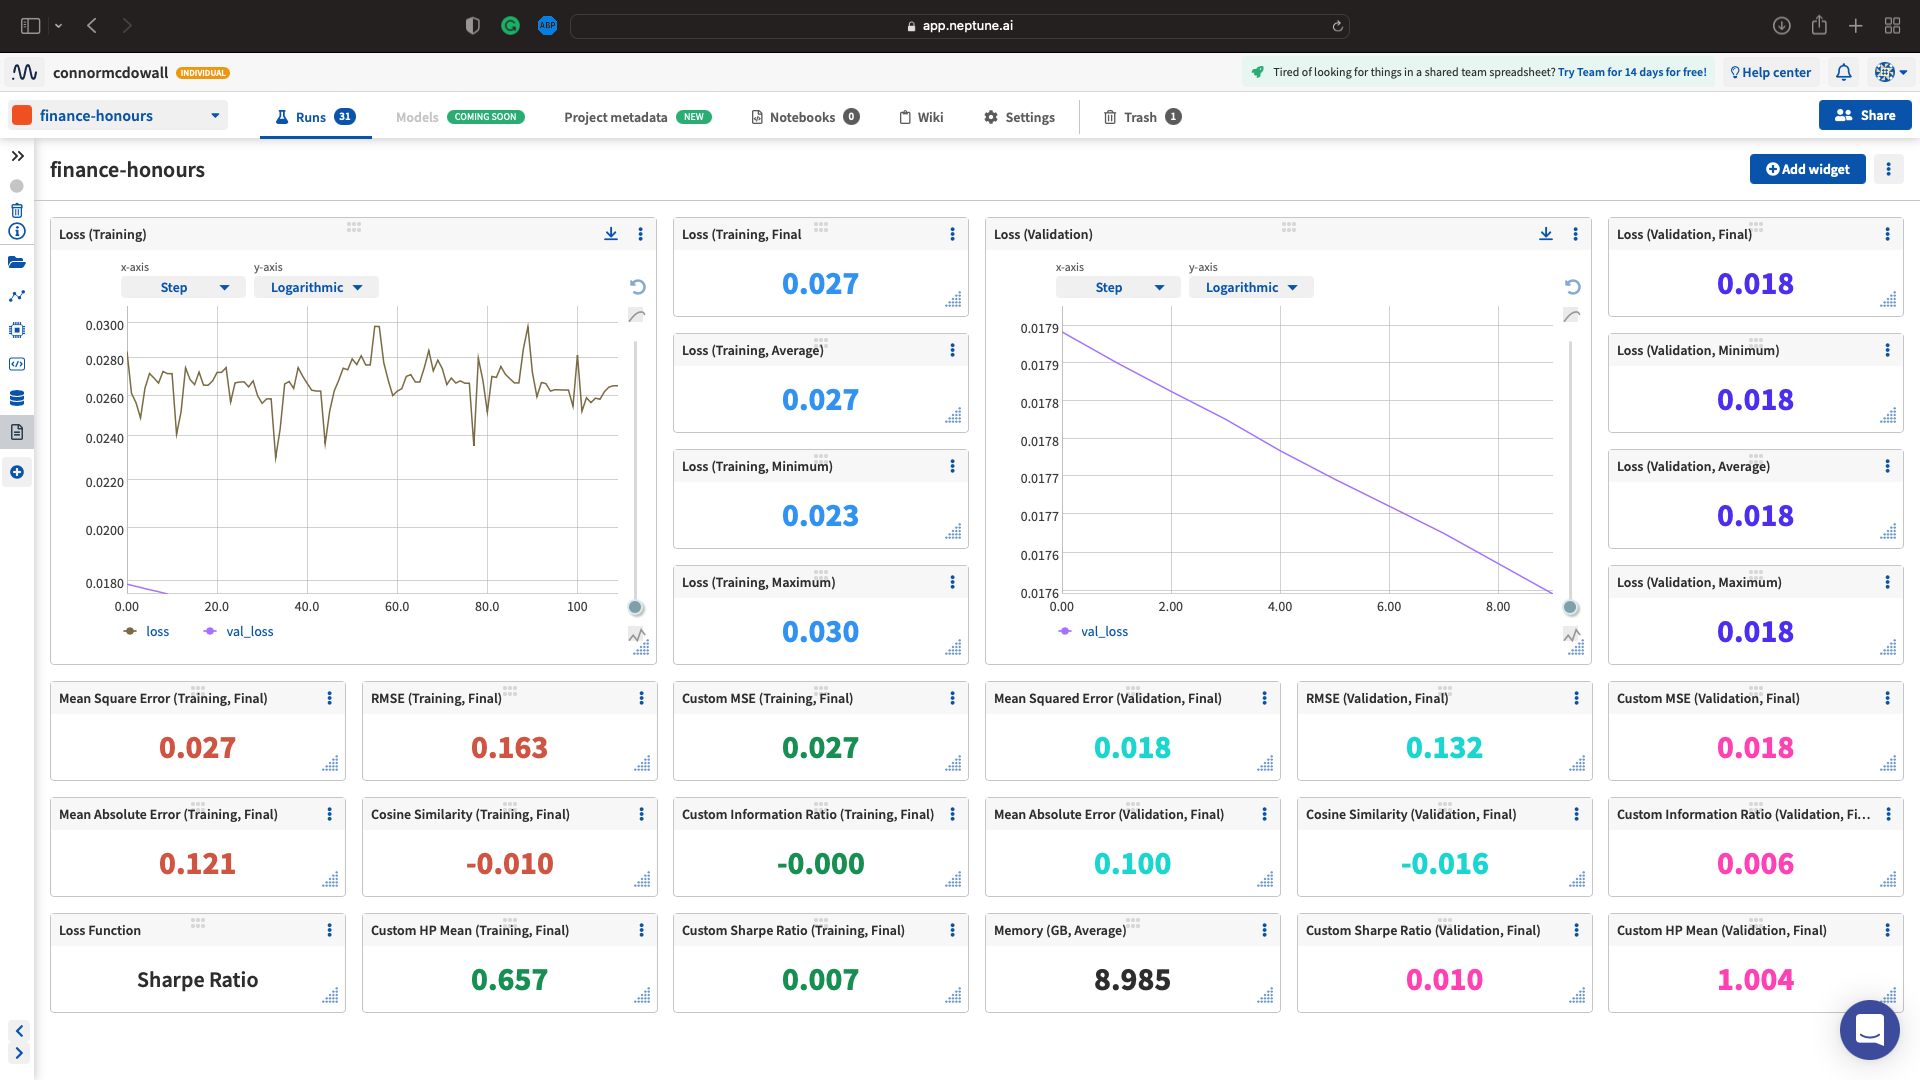 ABP
app.neptune.ai
connormcdowall INDIVIDUAL
Tired of looking for things in a shared team spreadsheet? Try Team for 14 days for free!
Help center
finance-honours
Runs 31
Models COMING SOON
Project metadata NEW
Notebooks 0
Wiki
Settings
Trash 1
Share
finance-honours
Add widget
Loss (Training)
x-axis y-axis
Step Logarithmic
0.0300
0.0280
0.0260
0.0240
0.0220
0.0200
0.0180
0.00 20.0 40.0 60.0 80.0 100
loss val_loss
Loss (Training, Final
0.027
Loss (Training, Average)
0.027
Loss (Training, Minimum)
0.023
Loss (Training, Maximum)
0.030
Loss (Validation)
x-axis y-axis
Step Logarithmic
0.0179
0.0179
0.0178
0.0178
0.0177
0.0177
0.0176
0.0176
0.00 2.00 4.00 6.00 8.00
val_loss
Loss (Validation, Final)
0.018
Loss (Validation, Minimum)
0.018
Loss (Validation, Average)
0.018
Loss (Validation, Maximum)
0.018
Mean Square Error (Training, Final)
0.027
RMSE (Training, Final)
0.163
Custom MSE (Training, Final)
0.027
Mean Squared Error (Validation, Final)
0.018
RMSE (Validation, Final)
0.132
Custom MSE (Validation, Final)
0.018
Mean Absolute Error (Training, Final)
0.121
Cosine Similarity (Training, Final)
-0.010
Custom Information Ratio (Training, Final)
-0.000
Mean Absolute Error (Validation, Final)
0.100
Cosine Similarity (Validation, Final)
-0.016
Custom Information Ratio (Validation, Fi...
0.006
Loss Function
Sharpe Ratio
Custom HP Mean (Training, Final)
0.657
Custom Sharpe Ratio (Training, Final)
0.007
Memory (GB, Average)
8.985
Custom Sharpe Ratio (Validation, Final)
0.010
Custom HP Mean (Validation, Final)
1.004